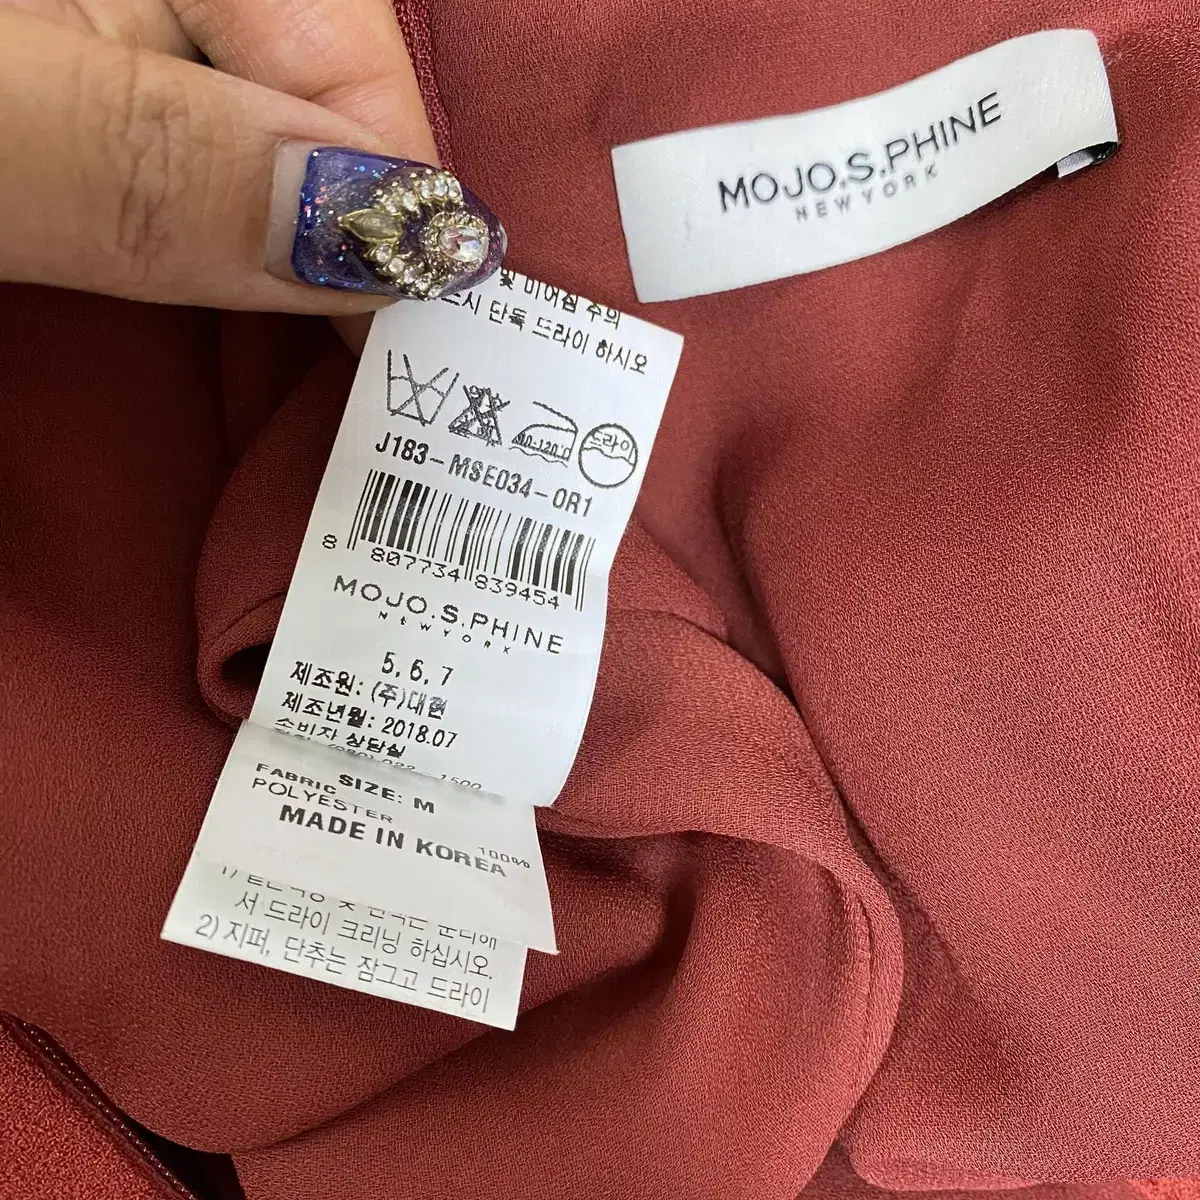 MOJO.S.PHINE
NEW YORK
및 미어짐 주의
단독 드라이 하시오
80-120℃
드라이
J183-MSE034-OR1
8 807734 839454
MOJO.S.PHINE
NEWYORK
5, 6, 7
제조원: (주)대현
제조년월: 2018.07
소비자 상담실
1500
SIZE: M
FABRIC
POLYESTER 100%
MADE IN KOREA
서 드라이 크리닝 하십시오.
2) 지퍼, 단추는 잠그고 드라이